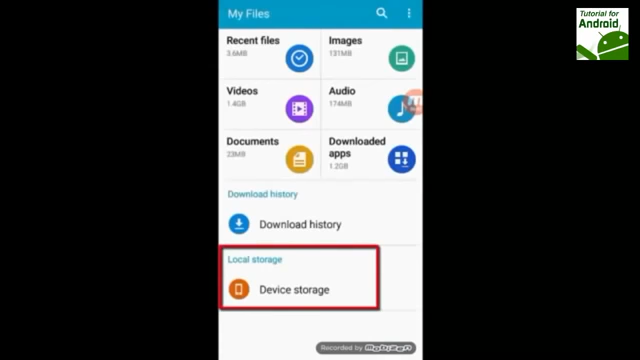 Tutorial for
Android
My Files
Recent files
3.6MB
Images
131MB
Videos
1.4GB
Audio
174MB
Documents
23MB
Downloaded
apps
1.2GB
Download history
Download history
Local storage
Device storage
Recorded by